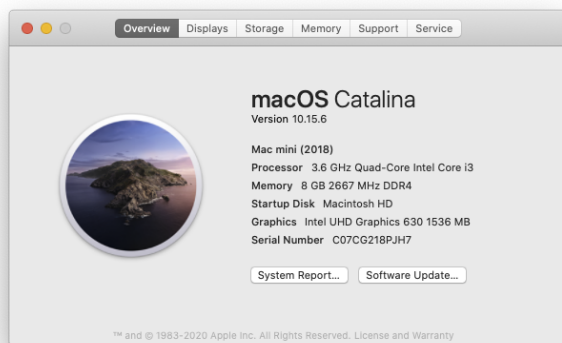 Overview Displays Storage Memory Support Service
macOS Catalina
Version 10.15.6
Mac mini (2018)
Processor 3.6 GHz Quad-Core Intel Core i3
Memory 8 GB 2667 MHz DDR4
Startup Disk Macintosh HD
Graphics Intel UHD Graphics 630 1536 MB
Serial Number C07CG218PJH7
System Report... Software Update...
™ and © 1983-2020 Apple Inc. All Rights Reserved. License and Warranty